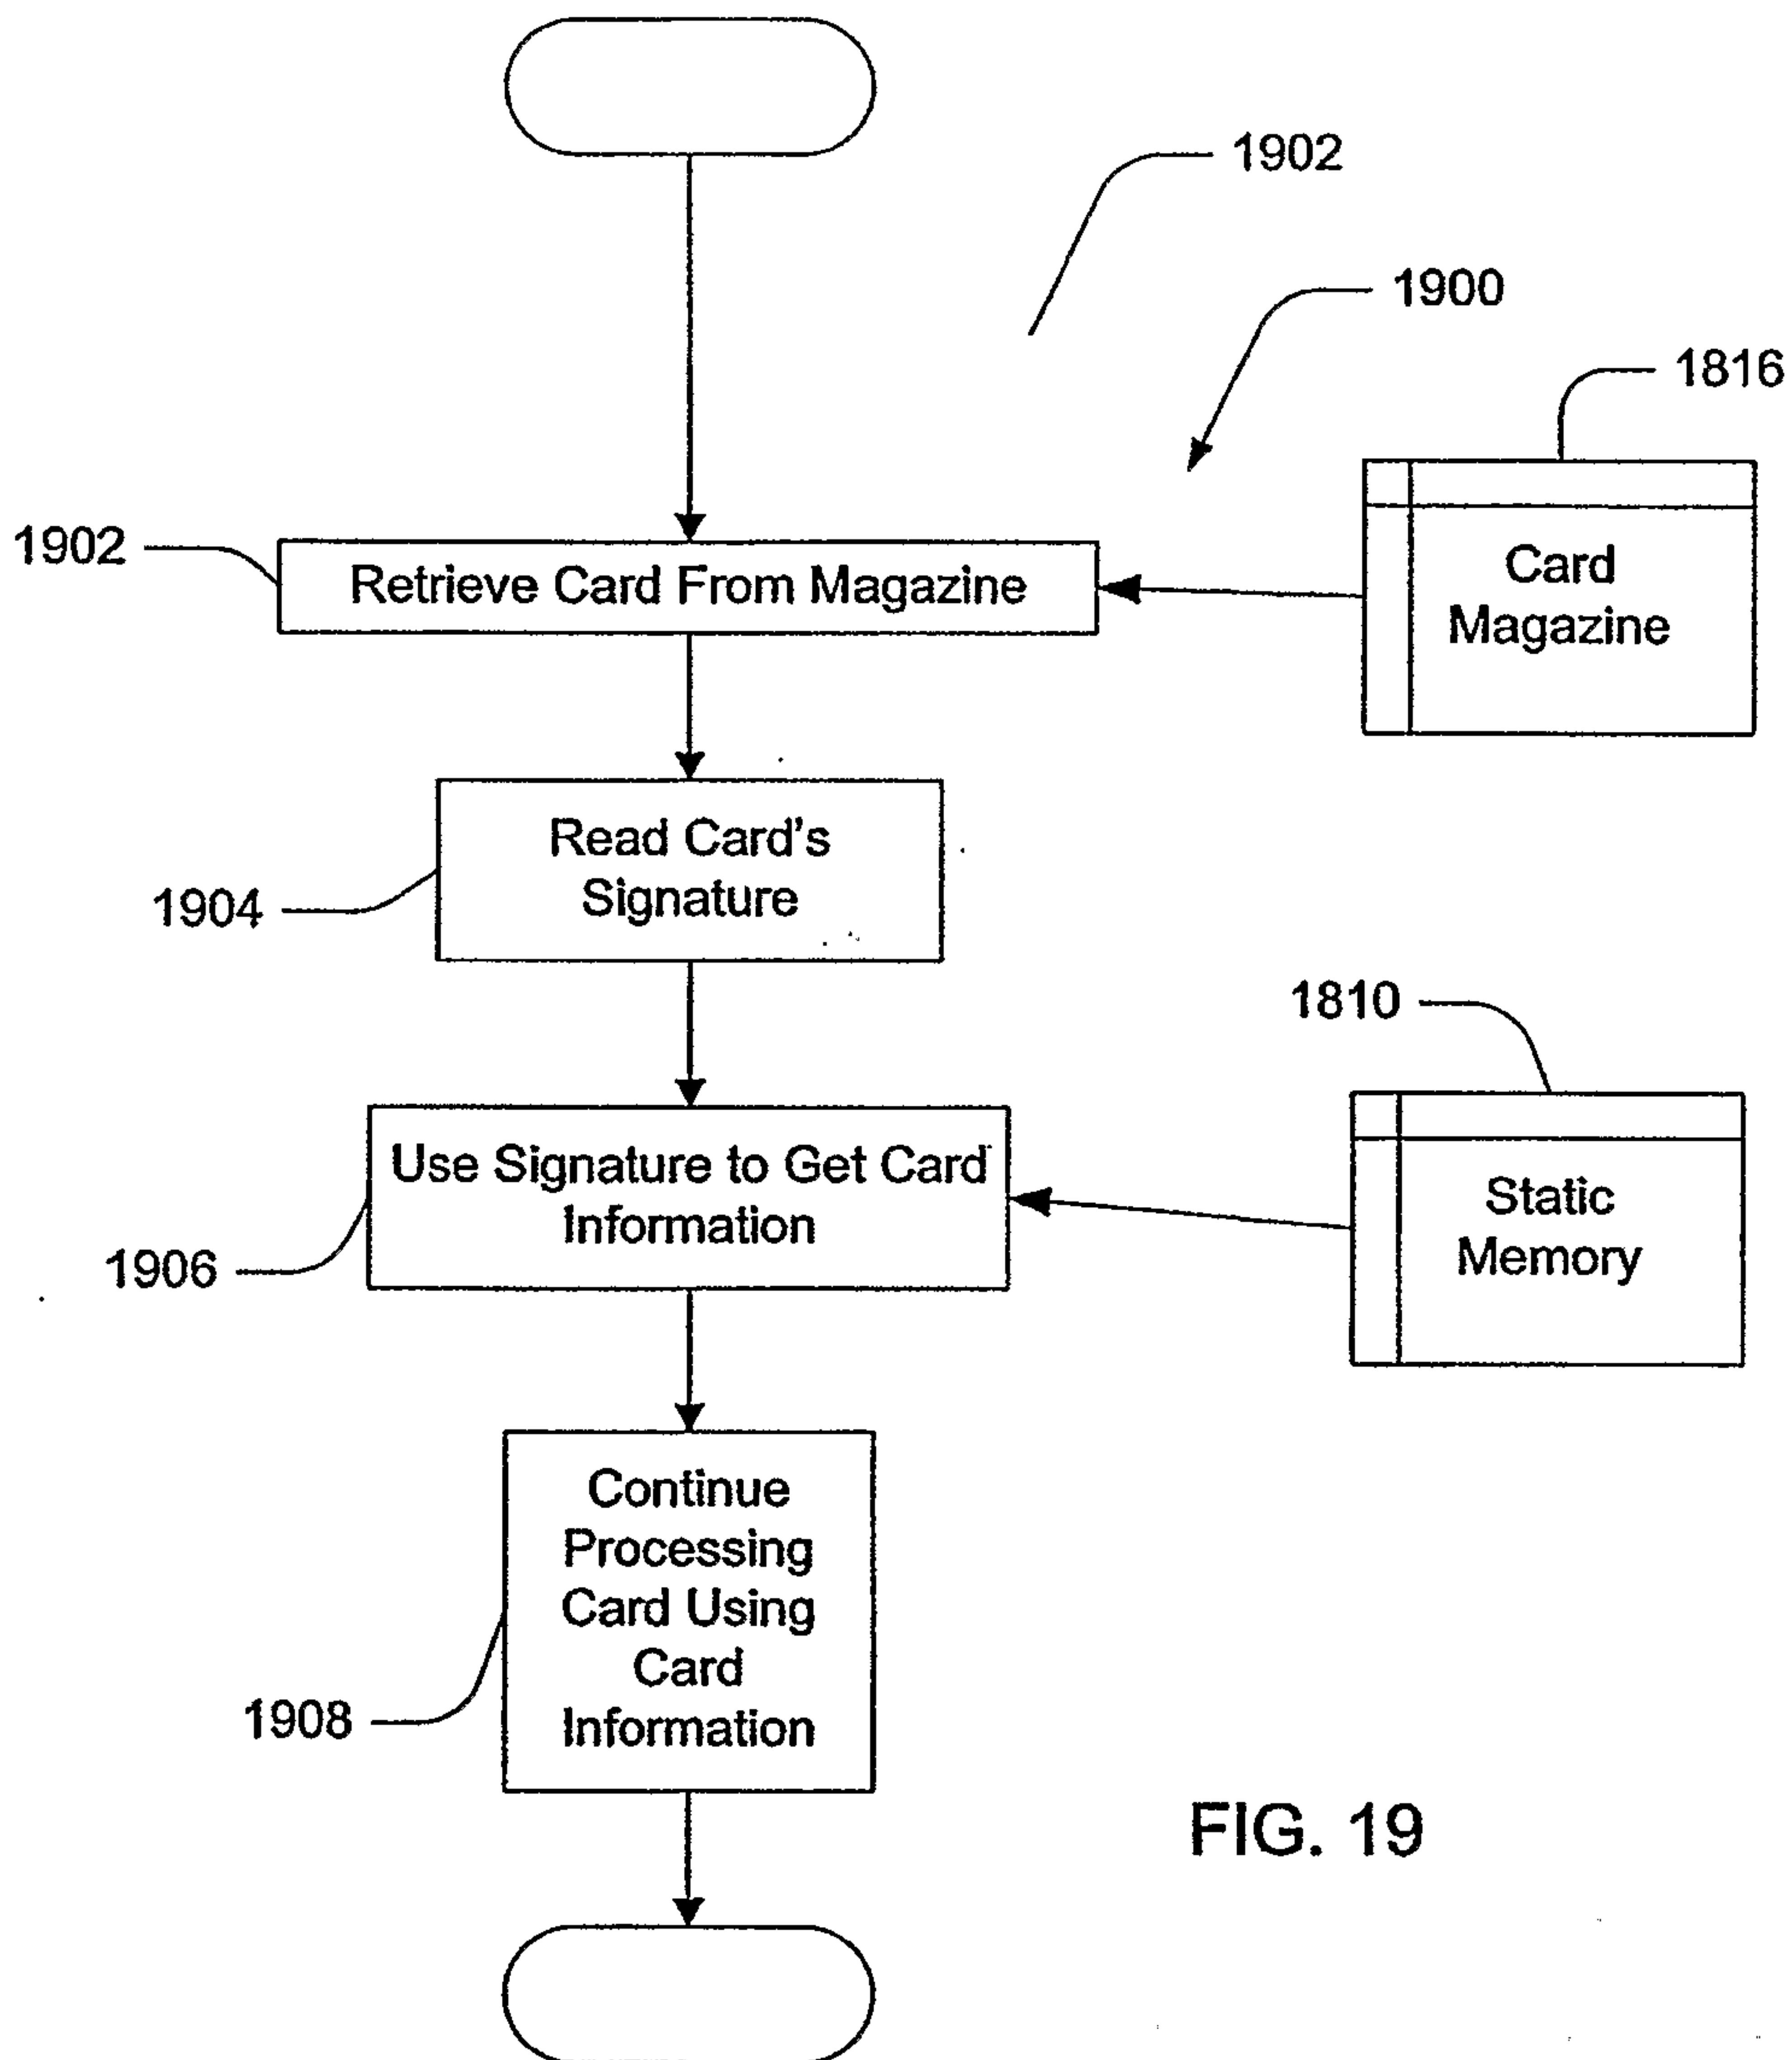 1902
1900
1816
1902
Retrieve Card From Magazine
Card
Magazine
Read Card's
Signature
1904
1810
Use Signature to Get Card
Information
Static
Memory
1906
Continue
Processing
Card Using
Card
Information
1908
FIG. 19